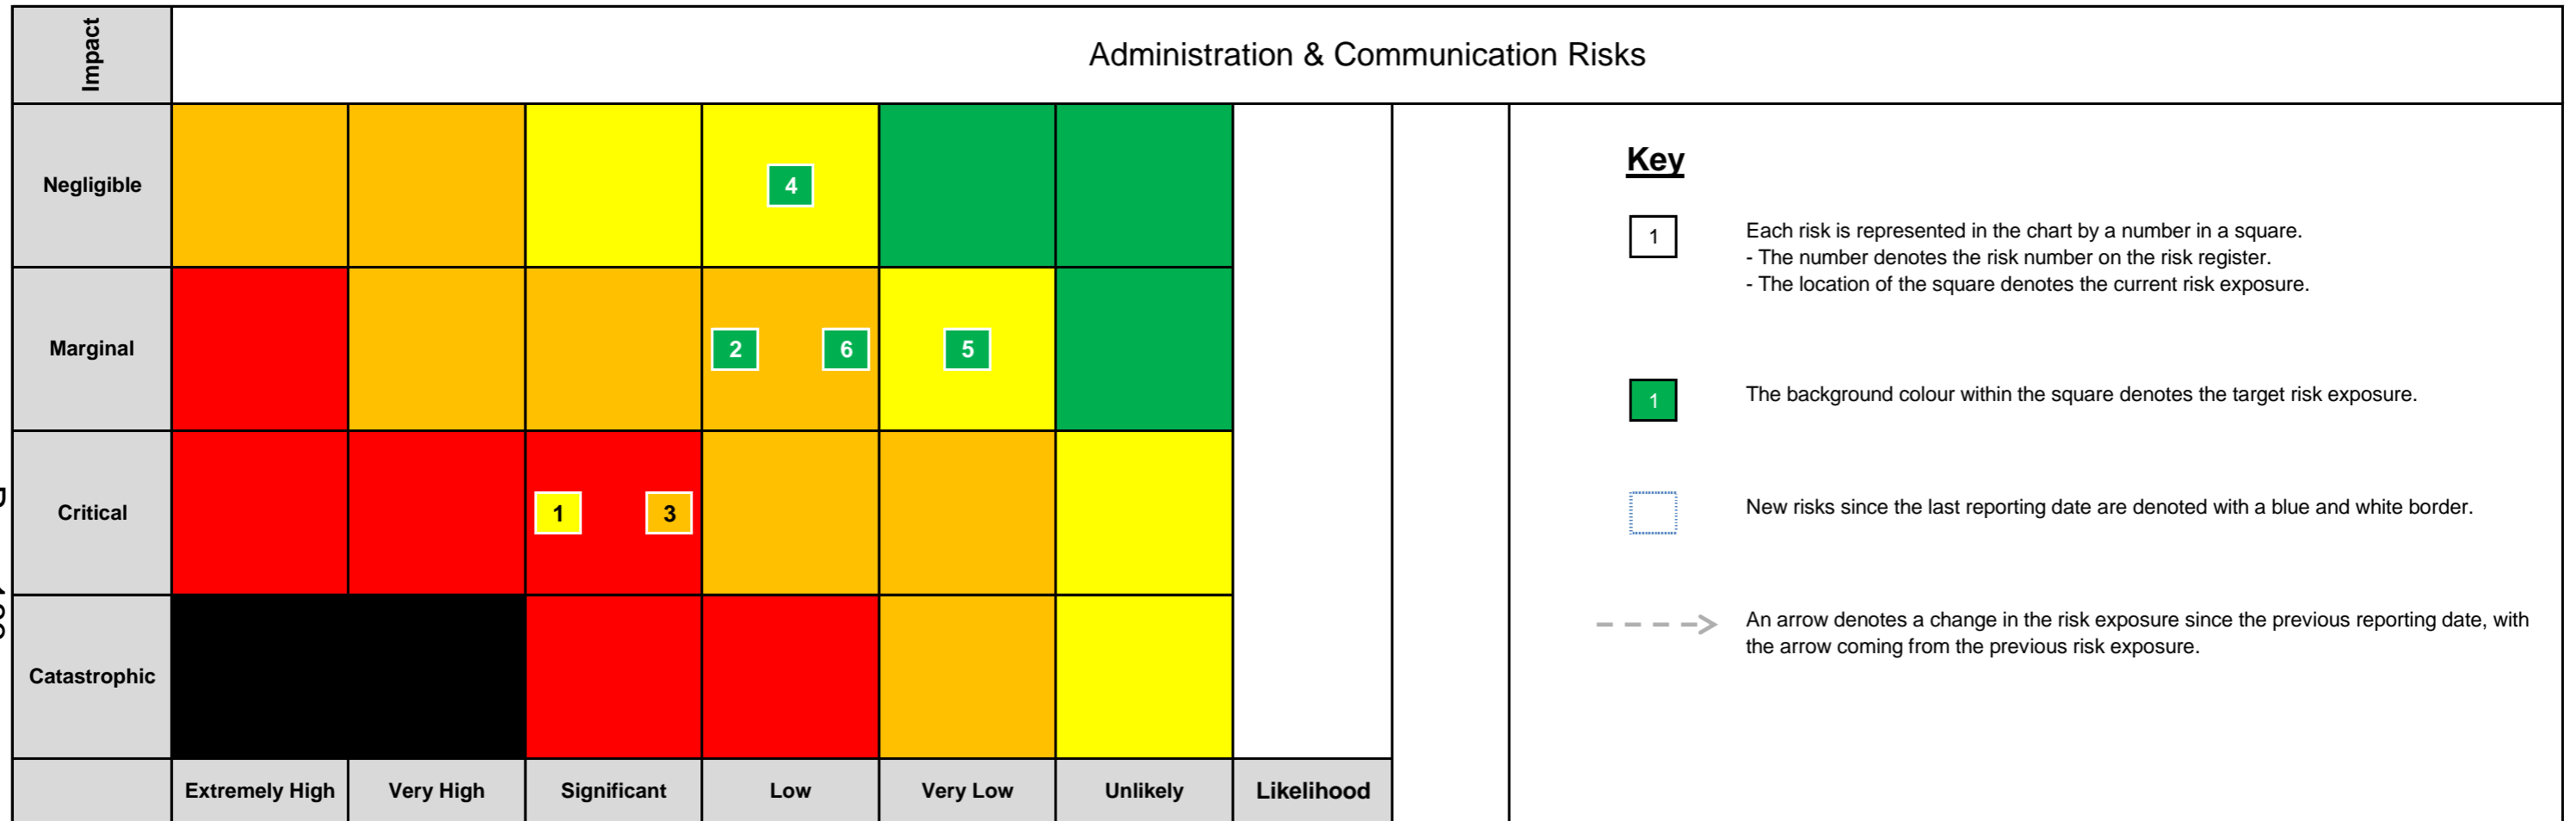 Impact
Administration & Communication Risks
Negligible
4
Marginal
2 6 5
Critical
1 3
Catastrophic
Extremely High Very High Significant Low Very Low Unlikely Likelihood
Key
1 Each risk is represented in the chart by a number in a square.
- The number denotes the risk number on the risk register.
- The location of the square denotes the current risk exposure.
1 The background colour within the square denotes the target risk exposure.
New risks since the last reporting date are denoted with a blue and white border.
An arrow denotes a change in the risk exposure since the previous reporting date, with
the arrow coming from the previous risk exposure.